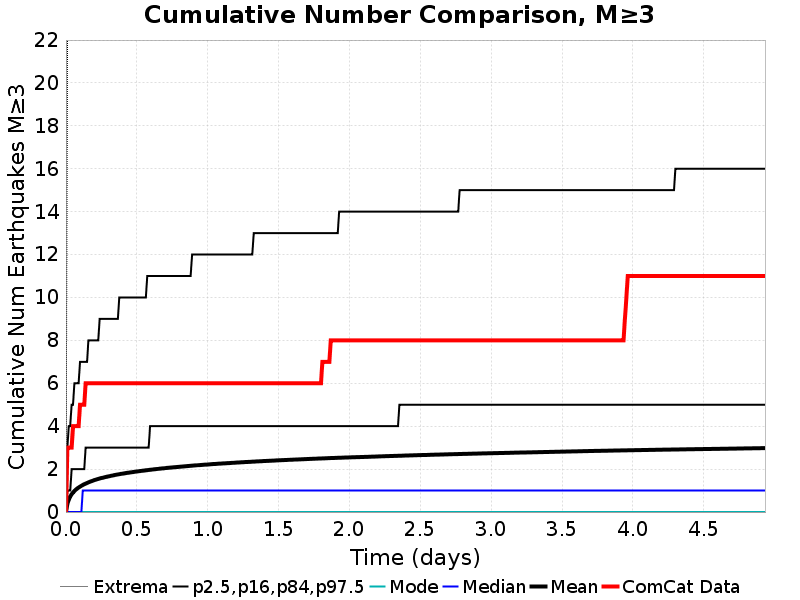 Cumulative Number Comparison, M≥3
Cumulative Num Earthquakes M≥3
22
20
18
16
14
12
10
8
6
4
2
0
0.0 0.5 1.0 1.5 2.0 2.5 3.0 3.5 4.0 4.5
Time (days)
Extrema p2.5,p16,p84,p97.5 Mode Median Mean ComCat Data